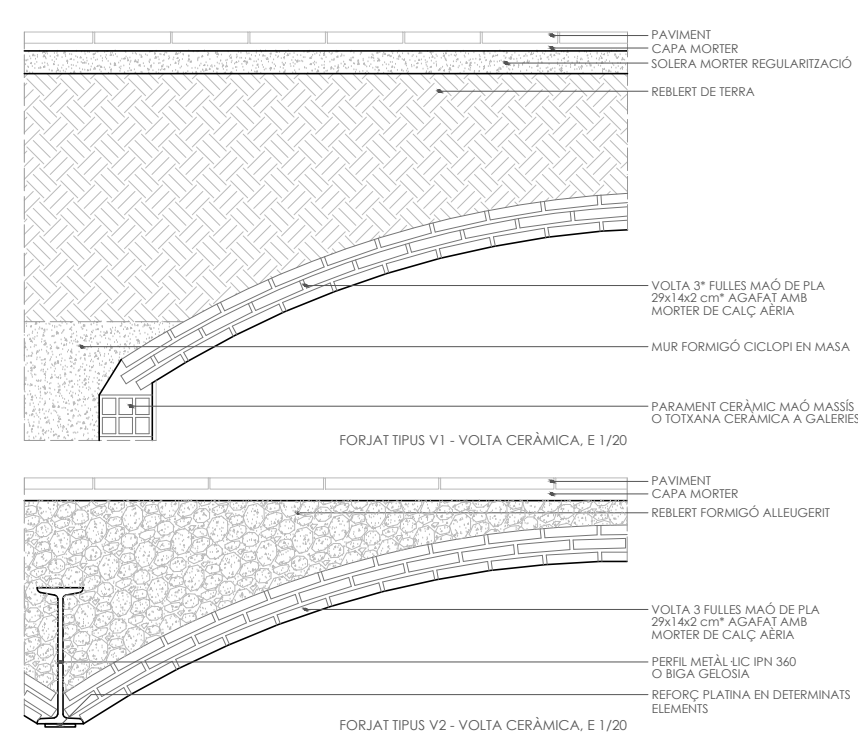 PAVIMENT
CAPA MORTER
SOLERA MORTER REGULARITZACIÓ
REBLERT DE TERRA
VOLTA 3* FULLES MAÓ DE PLA
29x14x2 cm* AGAFAT AMB
MORTER DE CALÇ AÈRIA
MUR FORMIGÓ CICLOPI EN MASA
PARAMENT CERÀMIC MAÓ MASSÍS
O TOTXANA CERÀMICA A GALERIES
FORJAT TIPUS V1 - VOLTA CERÀMICA, E 1/20
PAVIMENT
CAPA MORTER
REBLERT FORMIGÓ ALLEUGERIT
VOLTA 3 FULLES MAÓ DE PLA
29x14x2 cm* AGAFAT AMB
MORTER DE CALÇ AÈRIA
PERFIL METÀL·LIC IPN 360
O BIGA GELOSIA
REFORÇ PLATINA EN DETERMINATS
ELEMENTS
FORJAT TIPUS V2 - VOLTA CERÀMICA, E 1/20